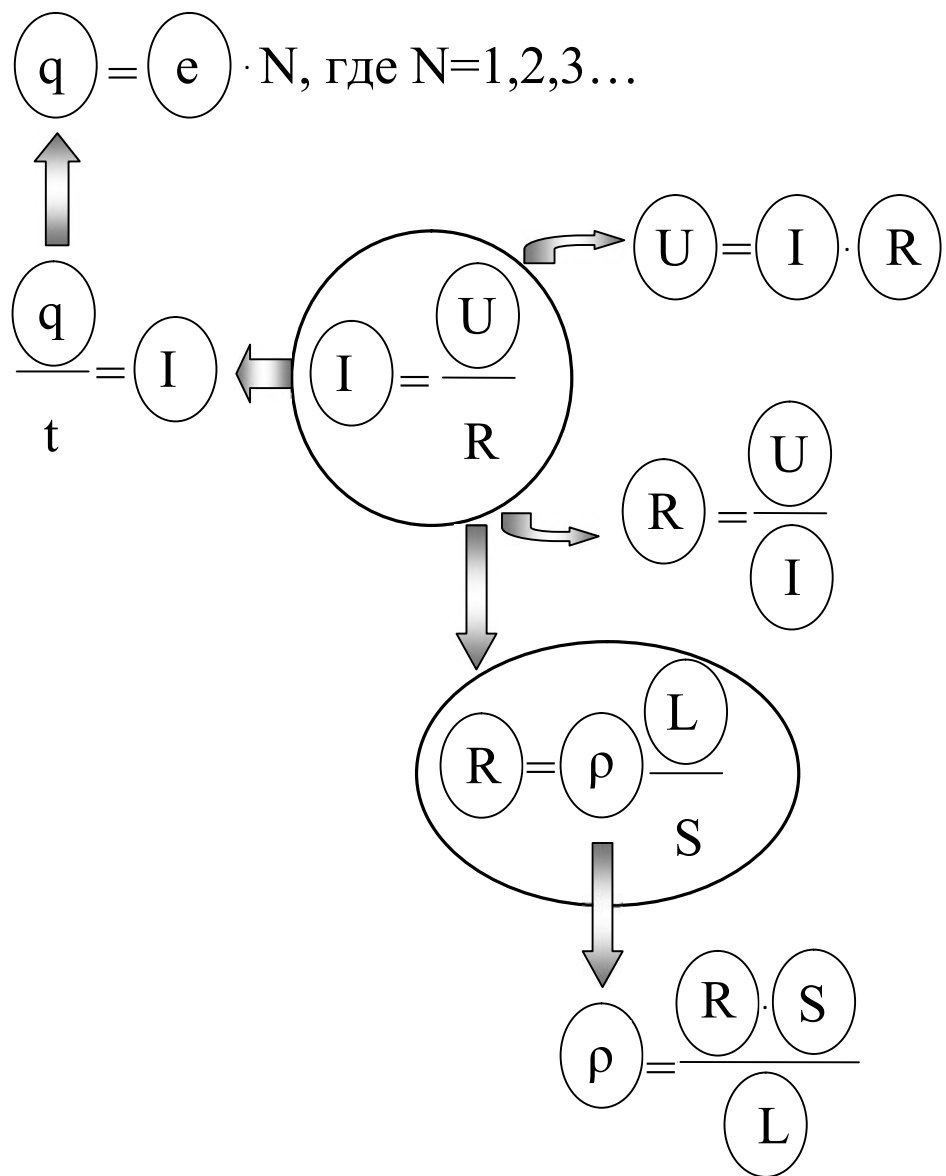 q = e · N, где N=1,2,3…
U = I · R
q/t = I
I = U/R
R = U/I
R = ρ L/S
ρ = R · S/L